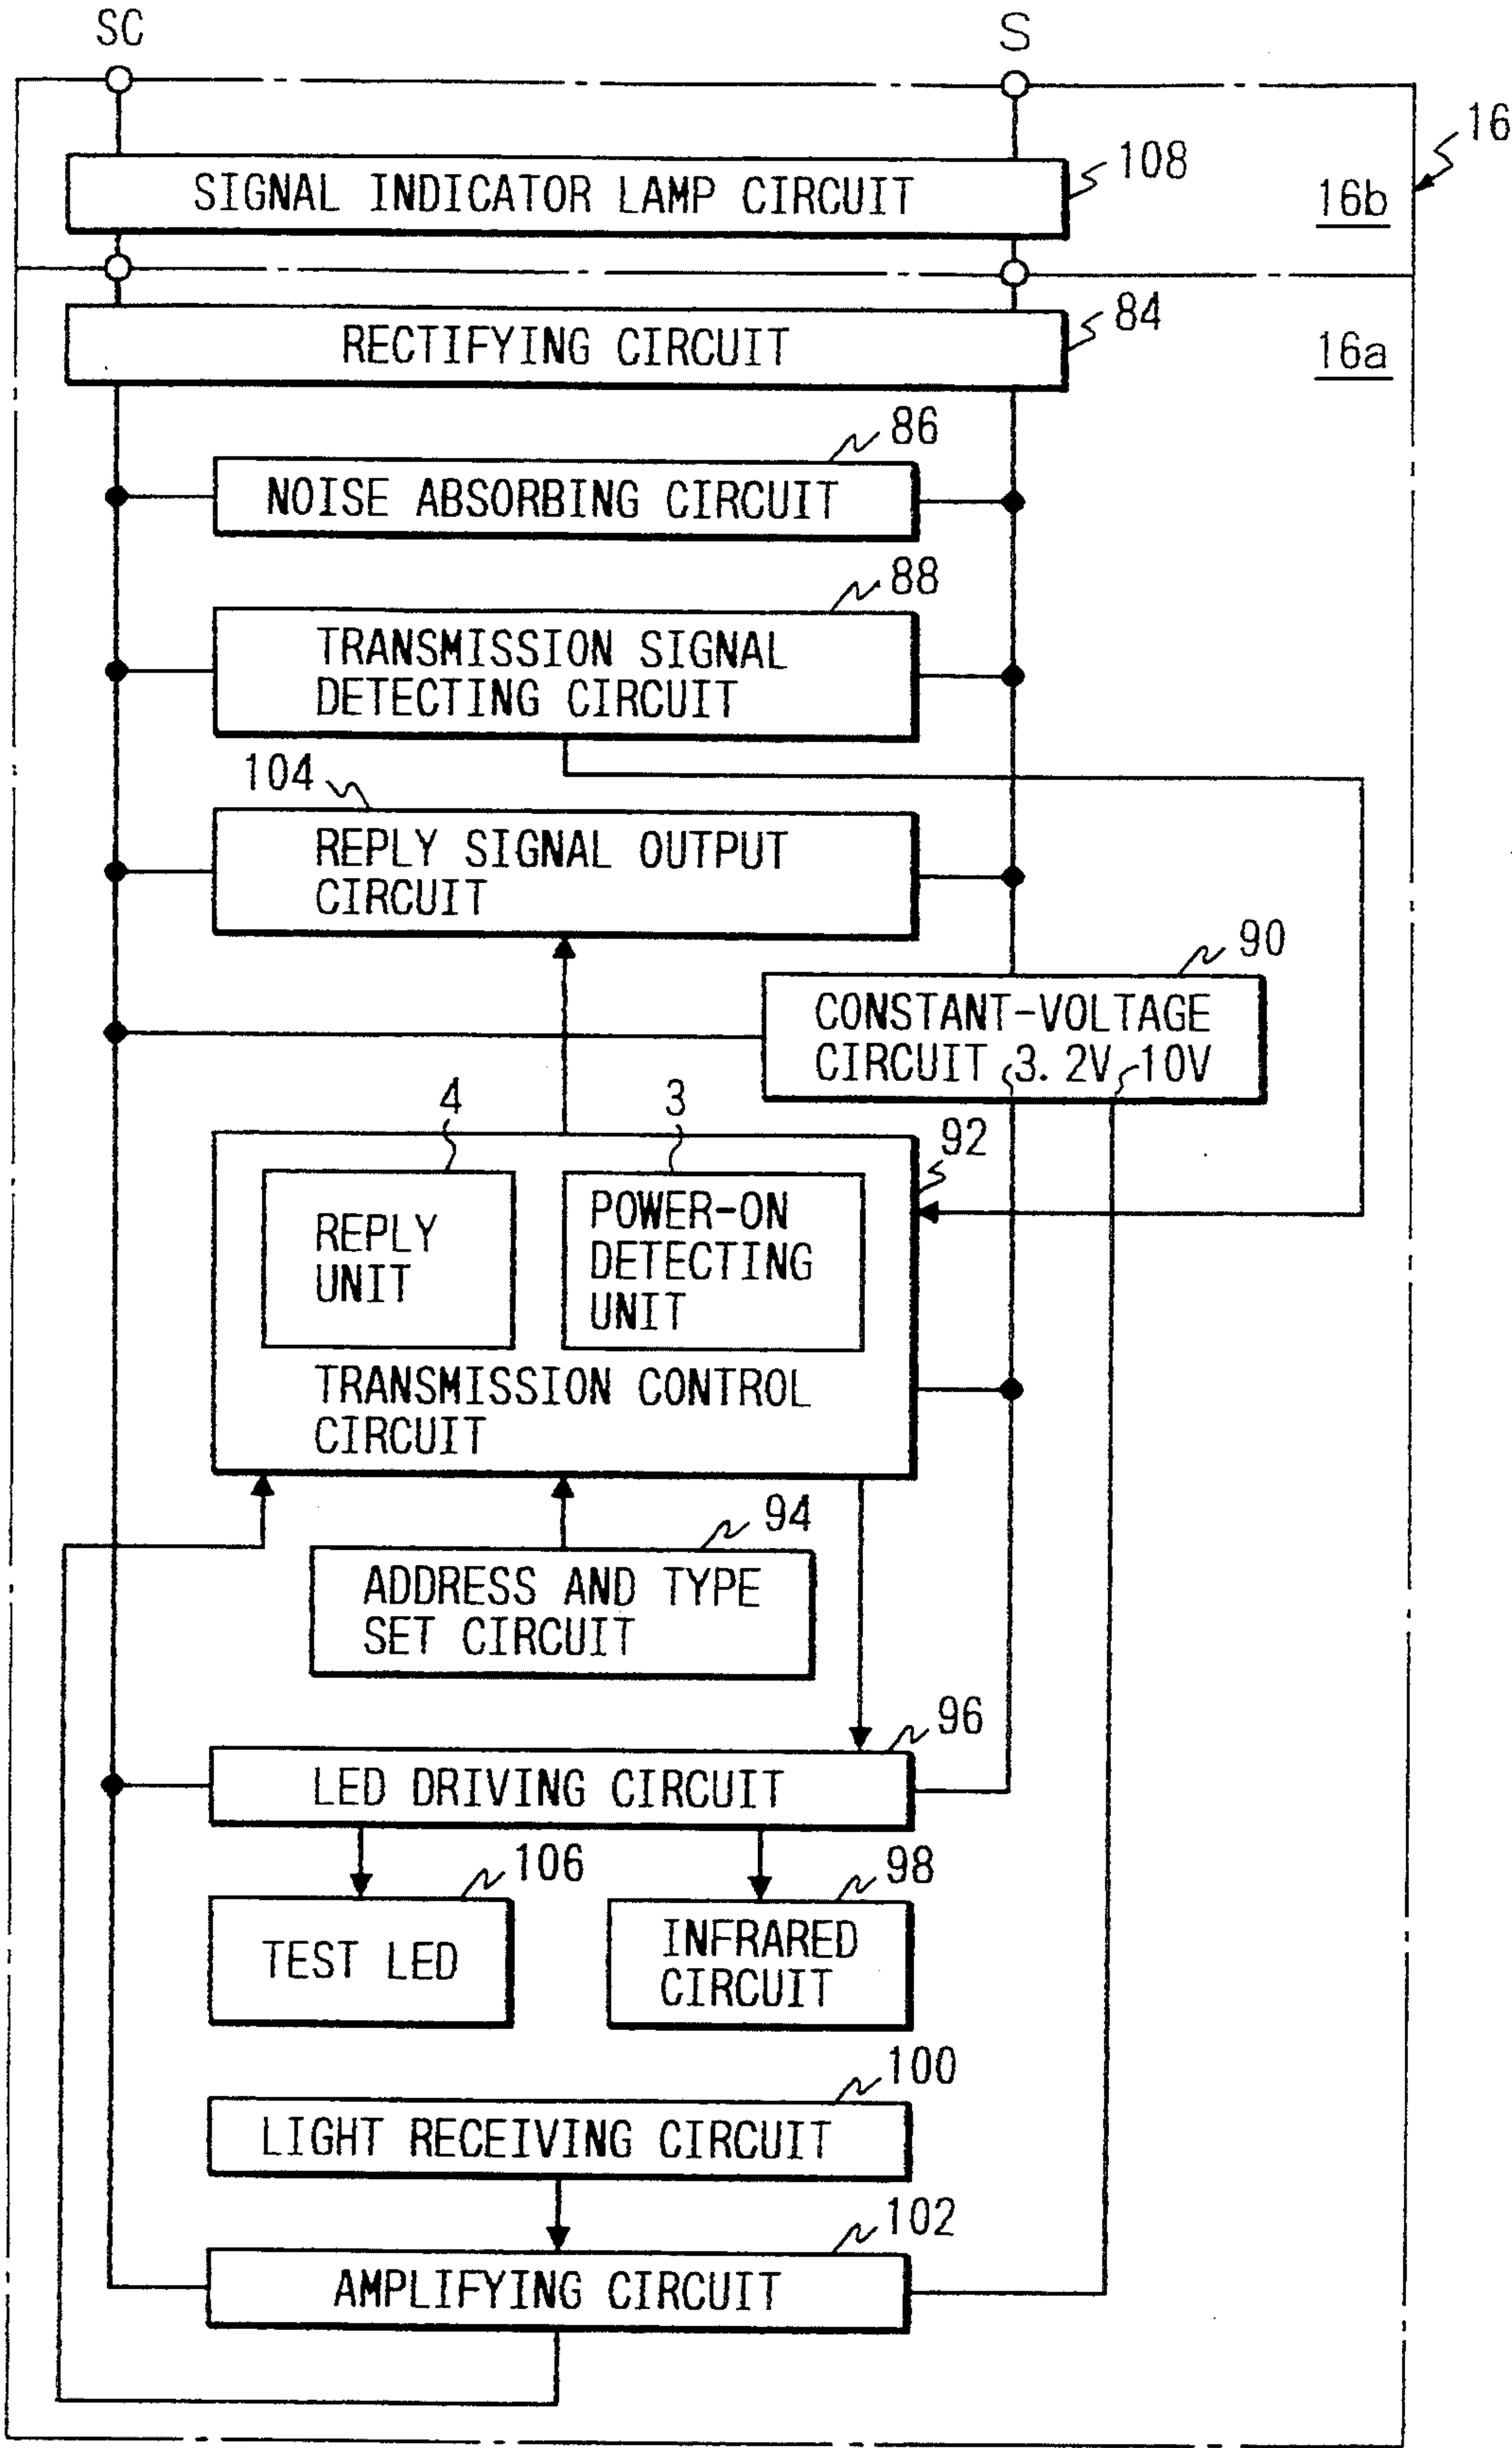 SC
S
16
SIGNAL INDICATOR LAMP CIRCUIT
108
16b
RECTIFYING CIRCUIT
84
16a
86
NOISE ABSORBING CIRCUIT
88
TRANSMISSION SIGNAL
DETECTING CIRCUIT
104
REPLY SIGNAL OUTPUT
CIRCUIT
90
CONSTANT-VOLTAGE
CIRCUIT 3.2V 10V
4
3
92
REPLY
UNIT
POWER-ON
DETECTING
UNIT
TRANSMISSION CONTROL
CIRCUIT
94
ADDRESS AND TYPE
SET CIRCUIT
96
LED DRIVING CIRCUIT
106
98
TEST LED
INFRARED
CIRCUIT
100
LIGHT RECEIVING CIRCUIT
102
AMPLIFYING CIRCUIT